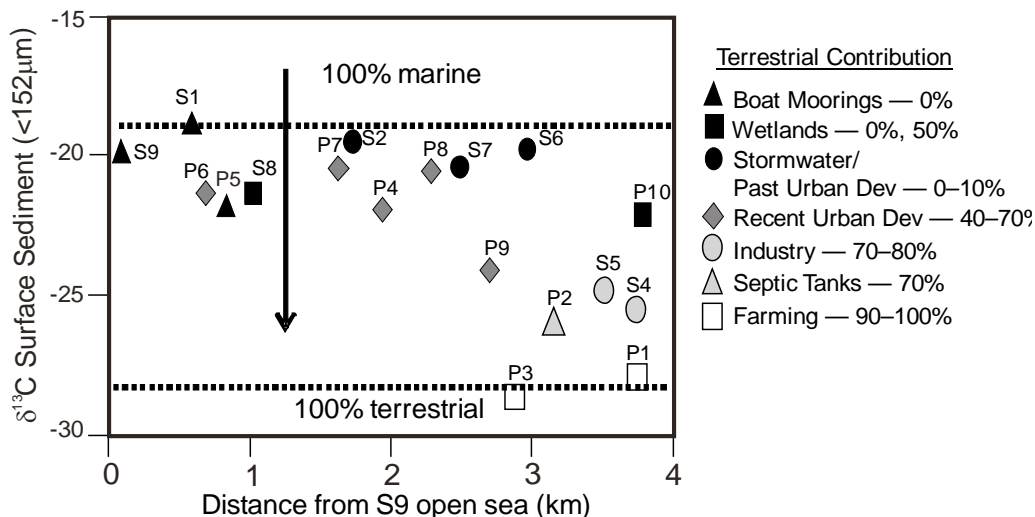 -15
-20
-25
-30
δ¹³C Surface Sediment (<152µm)
100% marine
S1
S9
P6
P5
S8
P7
S2
P4
P8
S7
S6
P10
P9
S5
S4
P2
P1
P3
100% terrestrial
0
1
2
3
4
Distance from S9 open sea (km)
Terrestrial Contribution
Boat Moorings — 0%
Wetlands — 0%, 50%
Stormwater/
Past Urban Dev — 0–10%
Recent Urban Dev — 40–70%
Industry — 70–80%
Septic Tanks — 70%
Farming — 90–100%